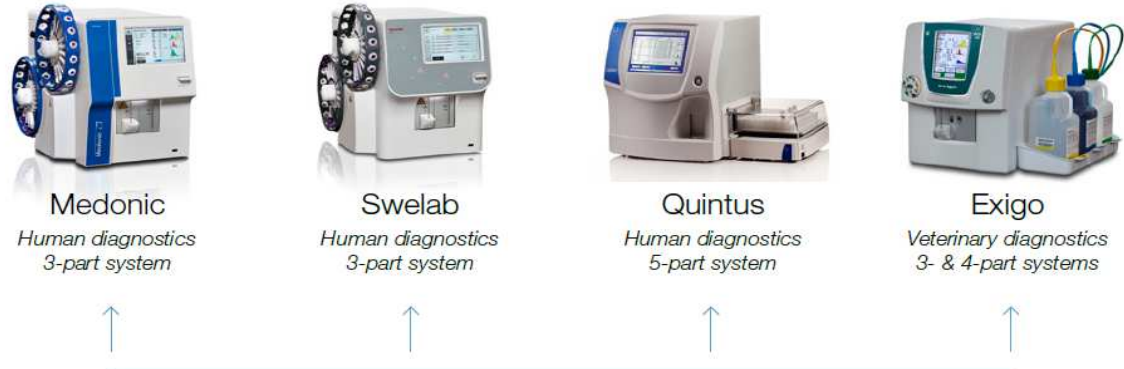 Medonic
Human diagnostics
3-part system
Swelab
Human diagnostics
3-part system
Quintus
Human diagnostics
5-part system
Exigo
Veterinary diagnostics
3- & 4-part systems